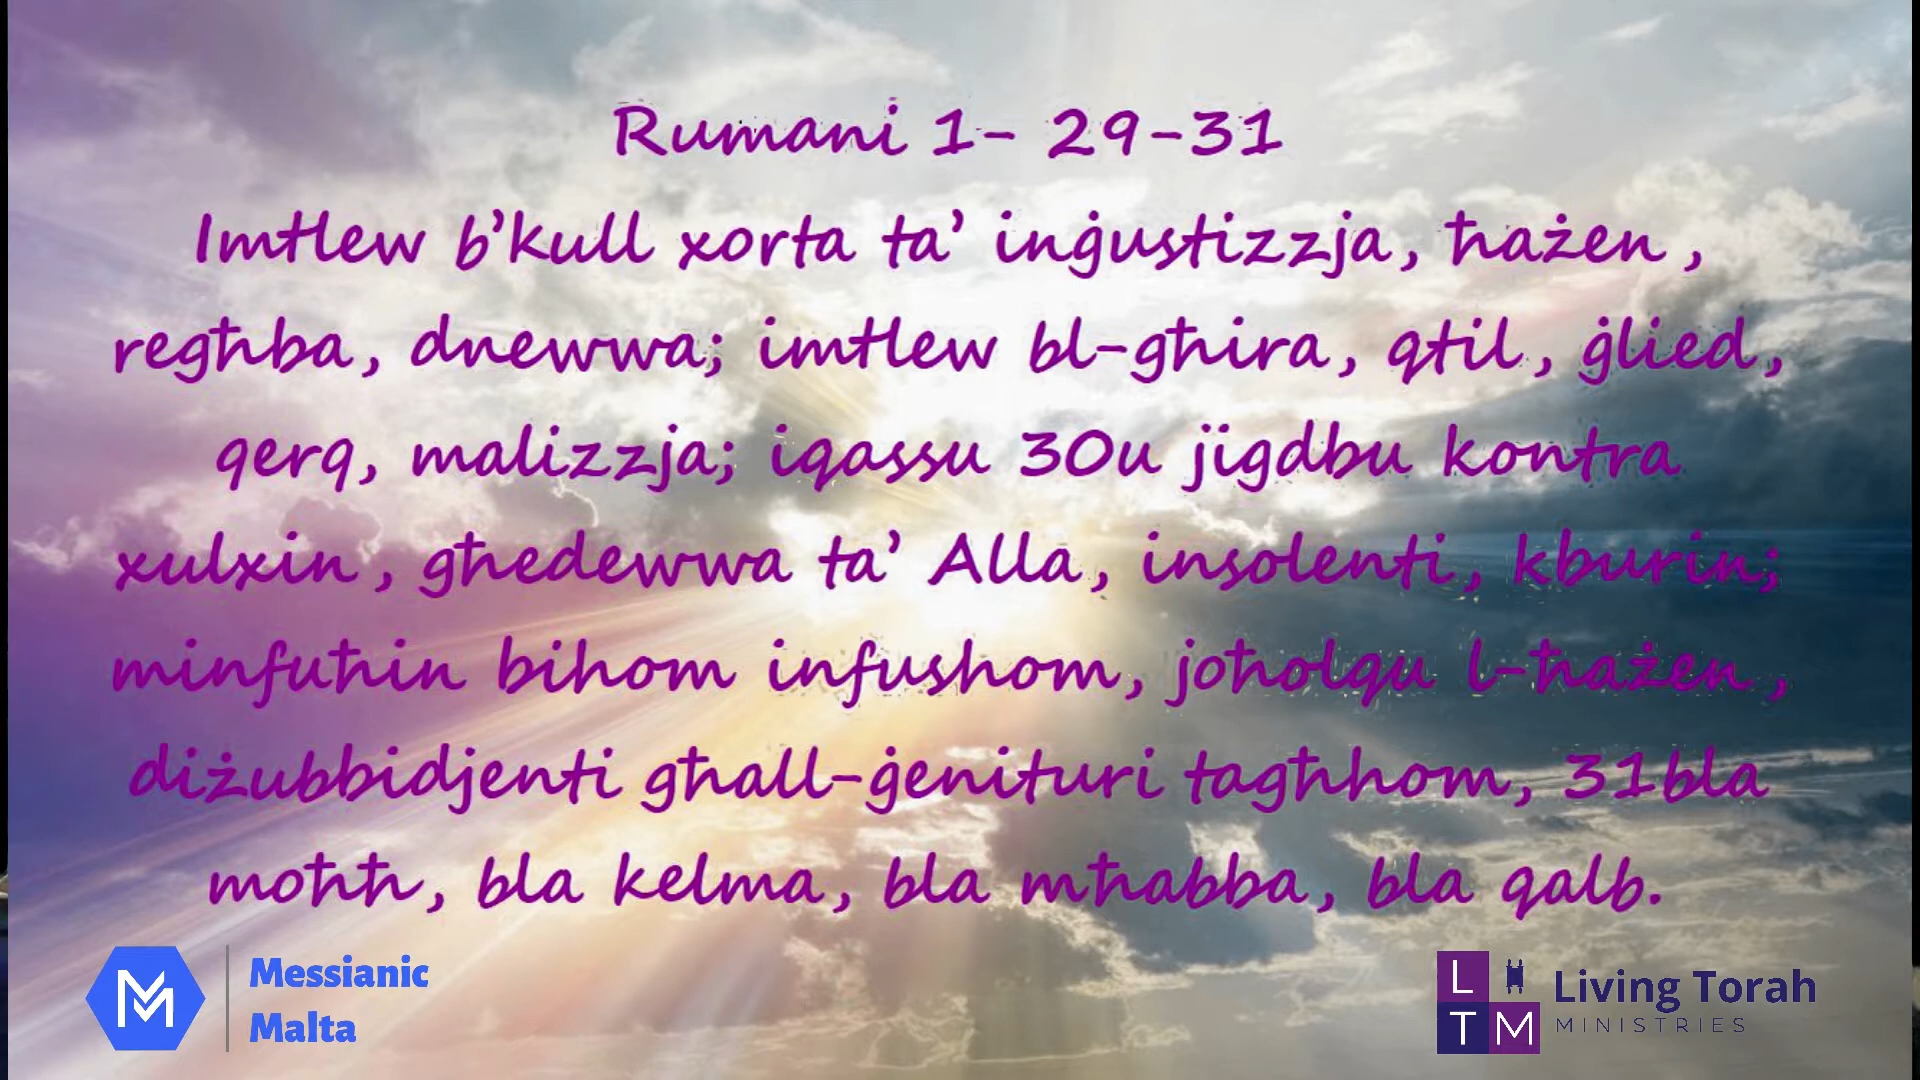 Rumani 1- 29-31
Imtlew b’kull xorta ta’ inġustizzja, ħażen ,
regħba, dnewwa; imtlew bl-għira, qtil, ġlied,
qerq, malizzja; iqassu 30u jigdbu kontra
xulxin, għedewwa ta’ Alla, insolenti, kburin;
minfuħin bihom infushom, joħolqu l-ħażen ,
diżubbidjenti għall-ġenituri tagħhom, 31bla
moħħ, bla kelma, bla mħabba, bla qalb.
Messianic
Malta
L
TM
Living Torah
MINISTRIES